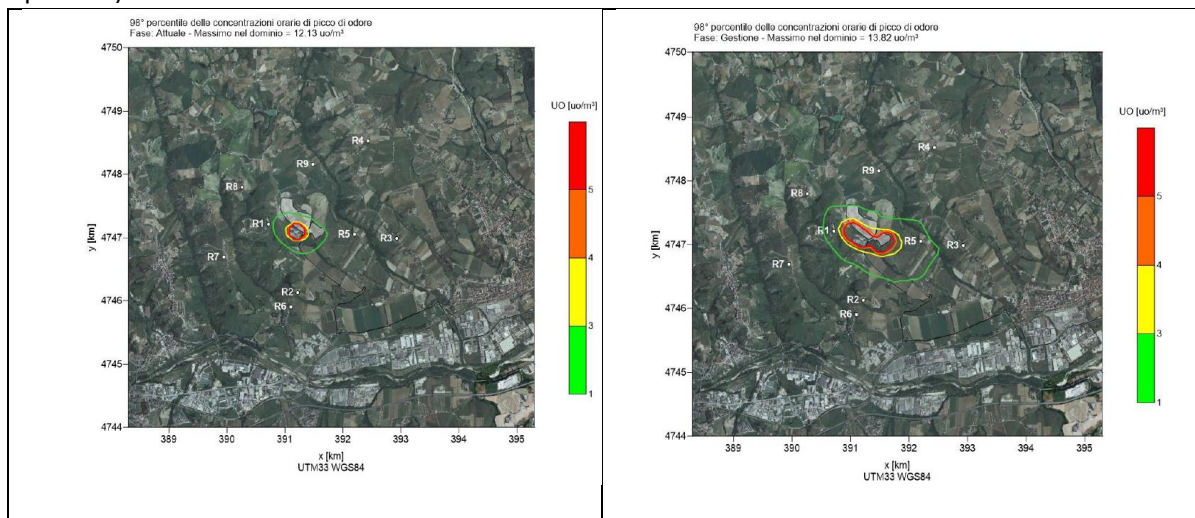 98° percentile delle concentrazioni orarie di picco di odore
Fase: Attuale - Massimo nel dominio = 12.13 uo/m³
4750
4749
4748
4747
4746
4745
4744
y [km]
R4
R9
R8
R1
R5
R3
R7
R2
R6
389 390 391 392 393 394 395
x [km]
UTM33 WGS84
UO [uo/m³]
5
4
3
1
98° percentile delle concentrazioni orarie di picco di odore
Fase: Gestione - Massimo nel dominio = 13.82 uo/m³
4750
4749
4748
4747
4746
4745
4744
y [km]
R4
R9
R8
R1
R5
R3
R7
R2
R6
389 390 391 392 393 394 395
x [km]
UTM33 WGS84
UO [uo/m³]
5
4
3
1